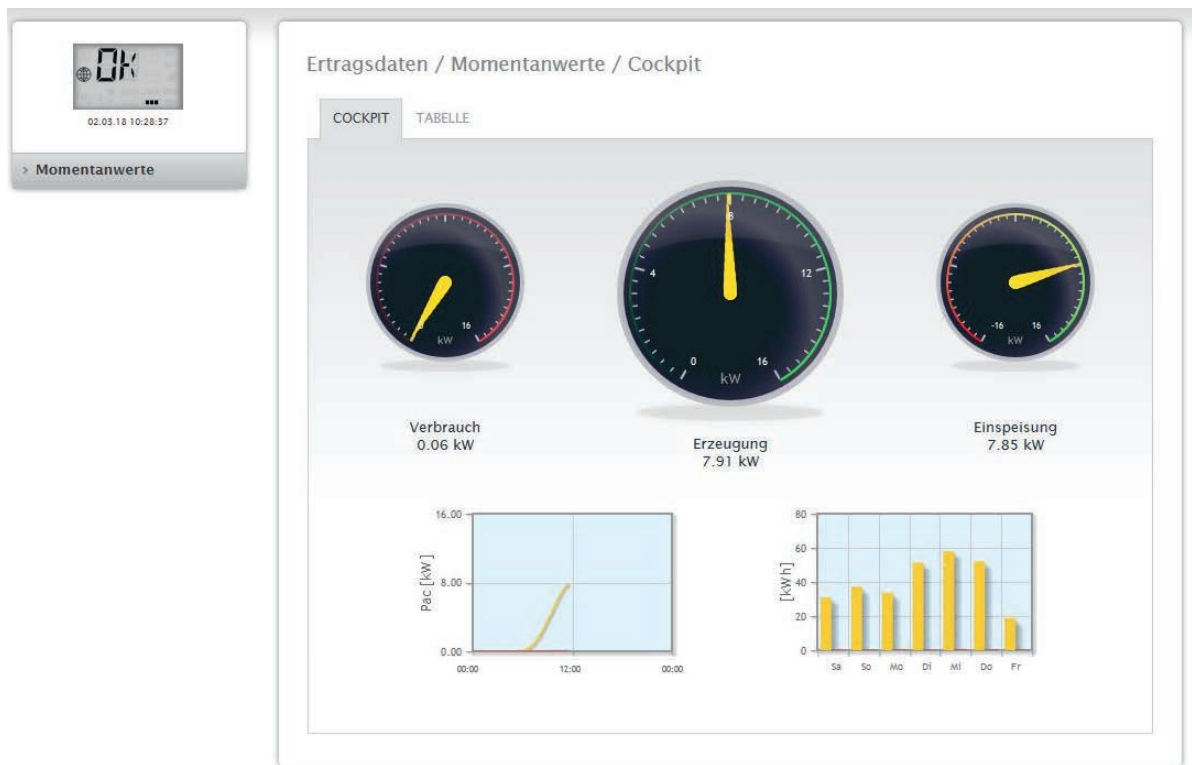 OK
02.03.18 10:28:37
› Momentanwerte
Ertragsdaten / Momentanwerte / Cockpit
COCKPIT TABELLE
0 16
kW
Verbrauch
0.06 kW
8
4 12
0 16
kW
Erzeugung
7.91 kW
-16 16
kW
Einspeisung
7.85 kW
Pac [kW]
16.00
8.00
0.00
00:00 12:00 00:00
[kWh]
80
60
40
20
0
Sa So Mo Di Mi Do Fr